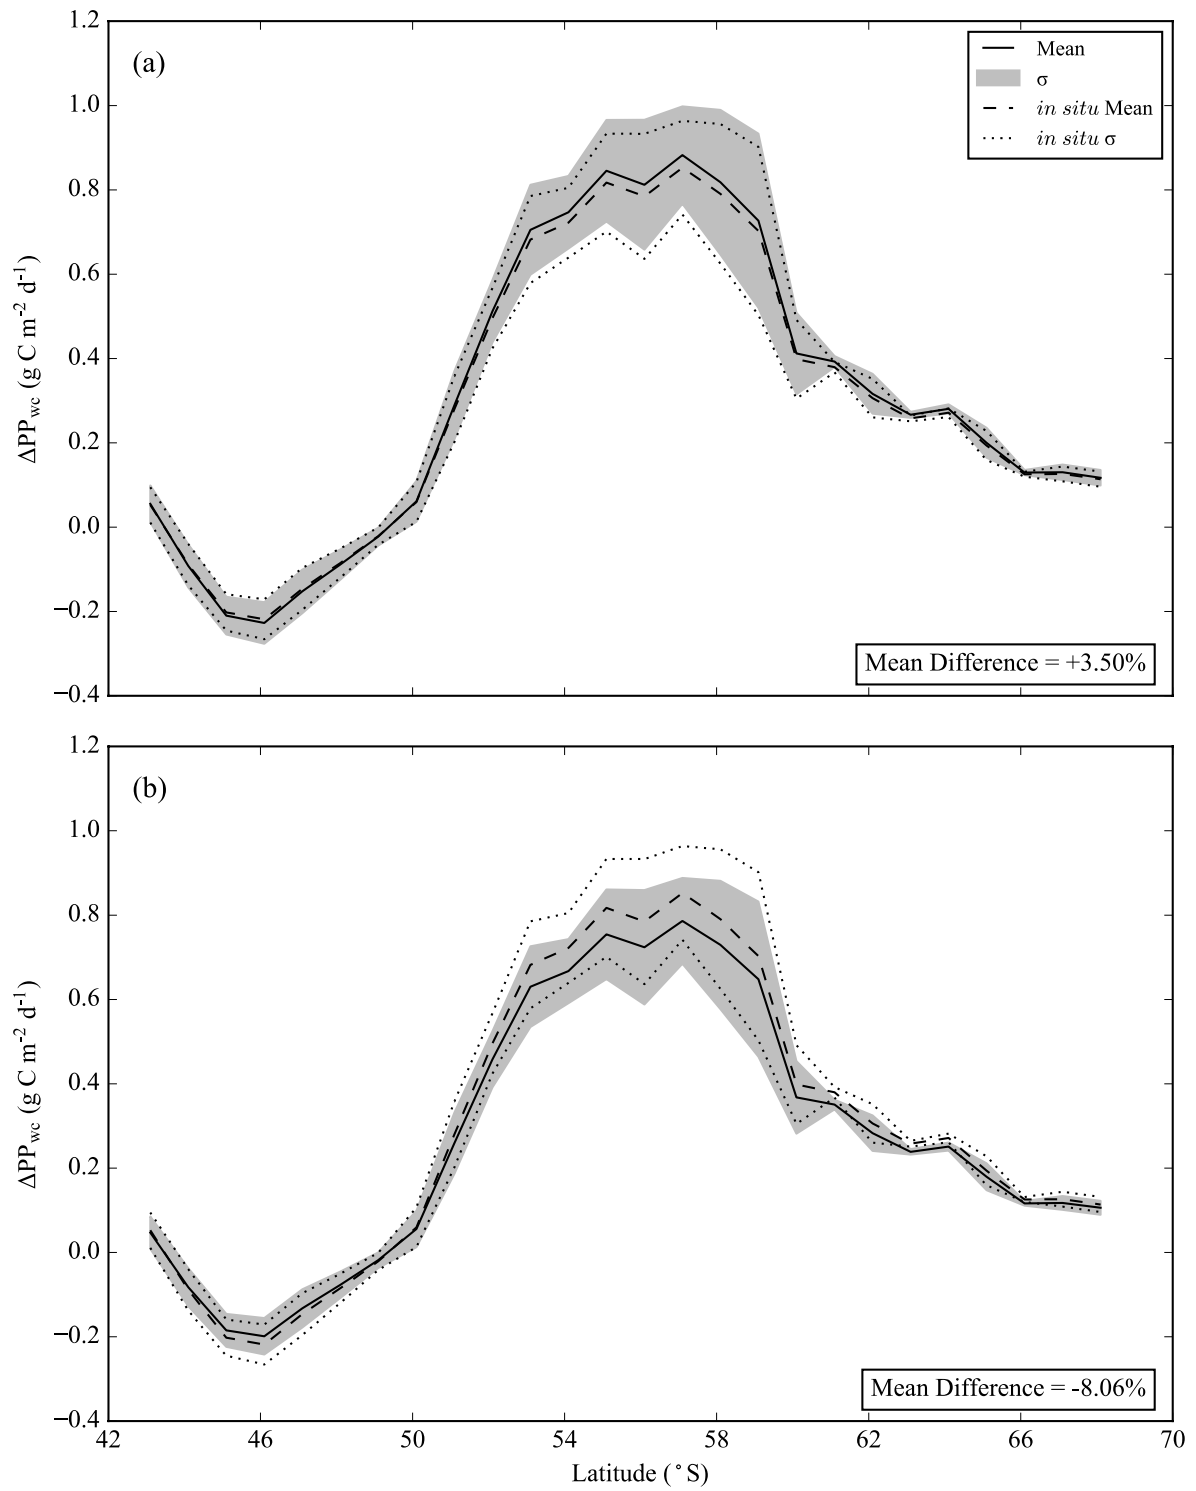 1.2
(a)
Mean
σ
in situ Mean
in situ σ
1.0
0.8
0.6
0.4
0.2
0.0
−0.2
−0.4
ΔPPwc (g C m-2 d-1)
Mean Difference = +3.50%
1.2
(b)
1.0
0.8
0.6
0.4
0.2
0.0
−0.2
−0.4
ΔPPwc (g C m-2 d-1)
Mean Difference = -8.06%
42 46 50 54 58 62 66 70
Latitude (°S)